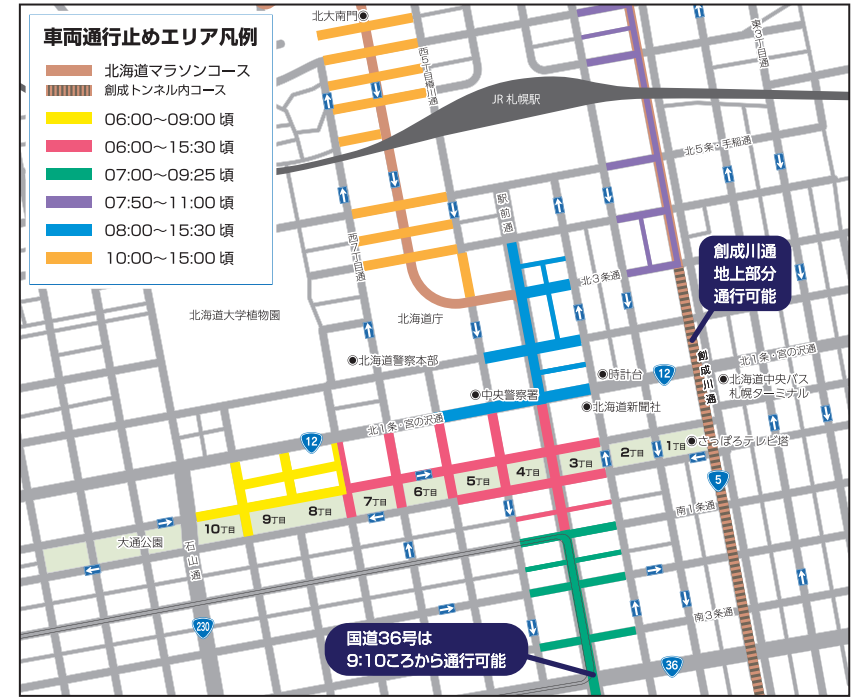 車両通行止めエリア凡例
北海道マラソンコース
創成トンネル内コース
06:00〜09:00 頃
06:00〜15:30 頃
07:00〜09:25 頃
07:50〜11:00 頃
08:00〜15:30 頃
10:00〜15:00 頃
北大南門
西5丁目樽川通
東3丁目通
JR 札幌駅
北5条・手稲通
駅前通
西7丁目通
創成川通
地上部分
通行可能
北3条通
北海道大学植物園
北海道庁
北海道警察本部
北1条・宮の沢通
創成川通
時計台
12
北海道中央バス
札幌ターミナル
中央警察署
北海道新聞社
北1条・宮の沢通
12
さっぽろテレビ塔
1丁目
2丁目
3丁目
4丁目
5丁目
6丁目
7丁目
8丁目
9丁目
10丁目
5
南1条通
大通公園
石山通
南3条通
230
国道36号は
9:10ころから通行可能
36